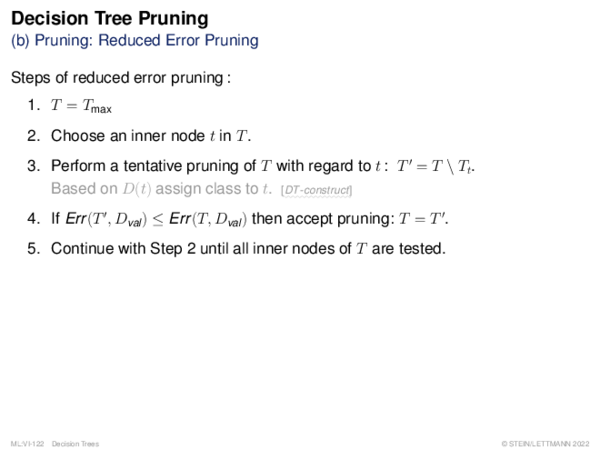 Decision Tree Pruning
(b) Pruning: Reduced Error Pruning
Steps of reduced error pruning :
1. T = Tmax
2. Choose an inner node t in T.
3. Perform a tentative pruning of T with regard to t : T′ = T \ Tt.
Based on D(t) assign class to t. [DT-construct]
4. If Err(T′, Dval) ≤ Err(T, Dval) then accept pruning: T = T′.
5. Continue with Step 2 until all inner nodes of T are tested.
ML:VI-122 Decision Trees © STEIN/LETTMANN 2022